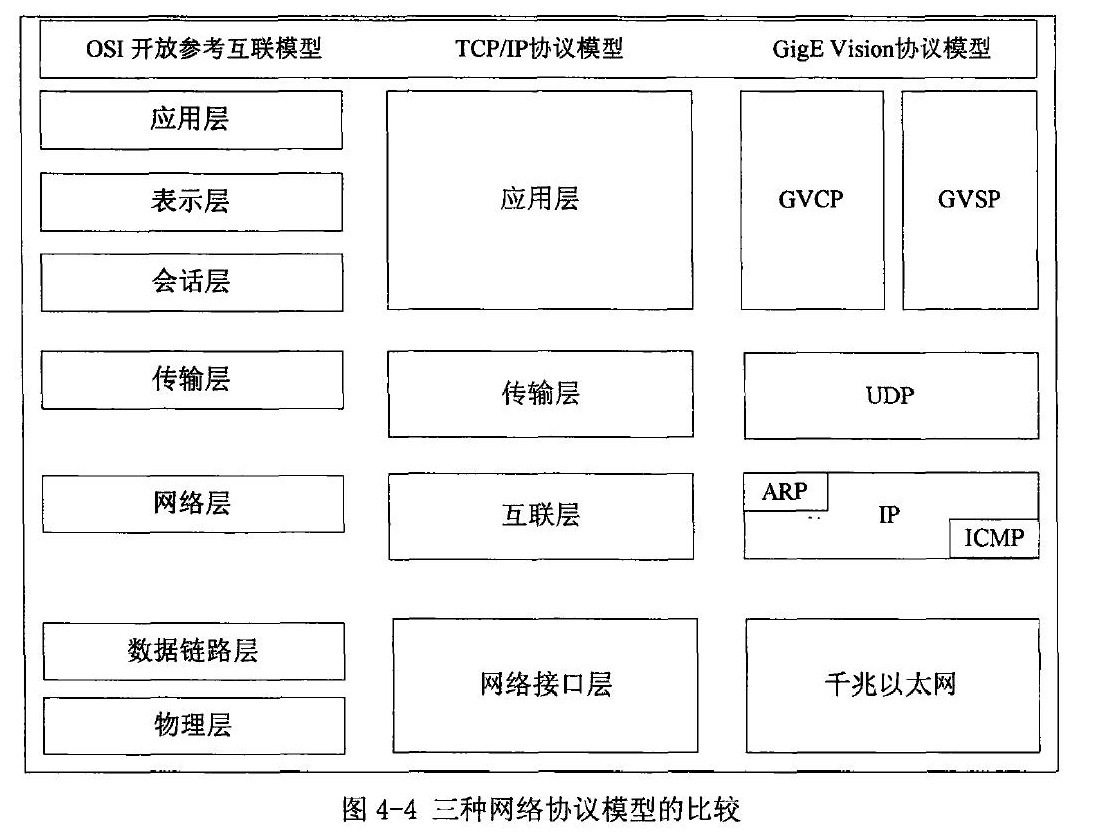 OSI 开放参考互联模型 TCP/IP协议模型 GigE Vision协议模型
应用层
表示层
会话层
应用层
GVCP
GVSP
传输层
传输层
UDP
网络层
互联层
ARP
IP
ICMP
数据链路层
物理层
网络接口层
千兆以太网
图 4-4 三种网络协议模型的比较